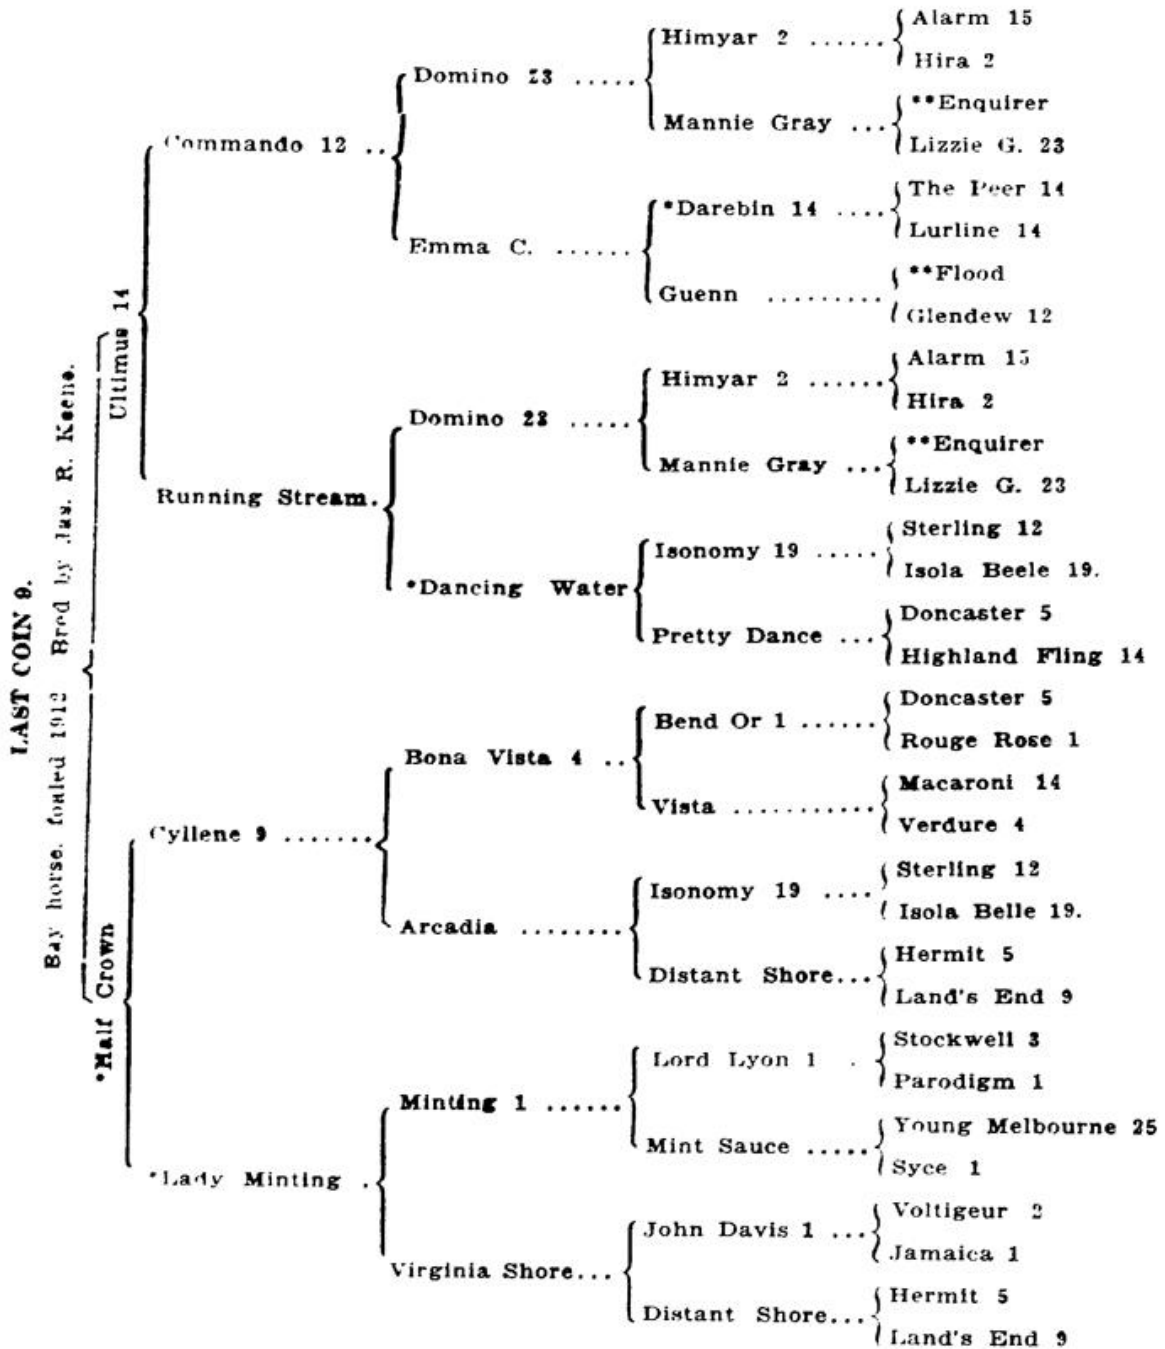 LAST COIN 9.
Bay horse, foaled 1912 Bred by Jas. R. Keene.
Ultimus 14
Commando 12 ..
Domino 23 .....
Himyar 2 ......
Alarm 15
Hira 2
Mannie Gray ...
**Enquirer
Lizzie G. 23
Emma C. ......
*Darebin 14 ....
The Peer 14
Lurline 14
Guenn .........
**Flood
Glendew 12
Running Stream.
Domino 23 .....
Himyar 2 ......
Alarm 15
Hira 2
Mannie Gray ...
**Enquirer
Lizzie G. 23
*Dancing Water
Isonomy 19 .....
Sterling 12
Isola Beele 19.
Pretty Dance ...
Doncaster 5
Highland Fling 14
*Half Crown
Cyllene 9 .......
Bona Vista 4 ..
Bend Or 1 ......
Doncaster 5
Rouge Rose 1
Vista ...........
Macaroni 14
Verdure 4
Arcadia ........
Isonomy 19 ....
Sterling 12
Isola Belle 19.
Distant Shore...
Hermit 5
Land's End 9
*Lady Minting .
Minting 1 ......
Lord Lyon 1 .
Stockwell 3
Parodigm 1
Mint Sauce .....
Young Melbourne 25
Syce 1
Virginia Shore...
John Davis 1 ...
Voltigeur 2
Jamaica 1
Distant Shore...
Hermit 5
Land's End 9